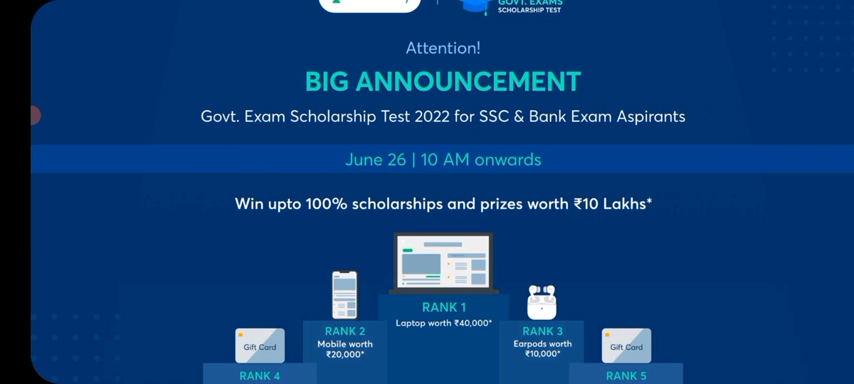 GOVT. EXAMS
SCHOLARSHIP TEST
Attention!
BIG ANNOUNCEMENT
Govt. Exam Scholarship Test 2022 for SSC & Bank Exam Aspirants
June 26 | 10 AM onwards
Win upto 100% scholarships and prizes worth ₹10 Lakhs*
RANK 1
Laptop worth ₹40,000*
RANK 2
Mobile worth
₹20,000*
RANK 3
Earpods worth
₹10,000*
Gift Card
RANK 4
Gift Card
RANK 5